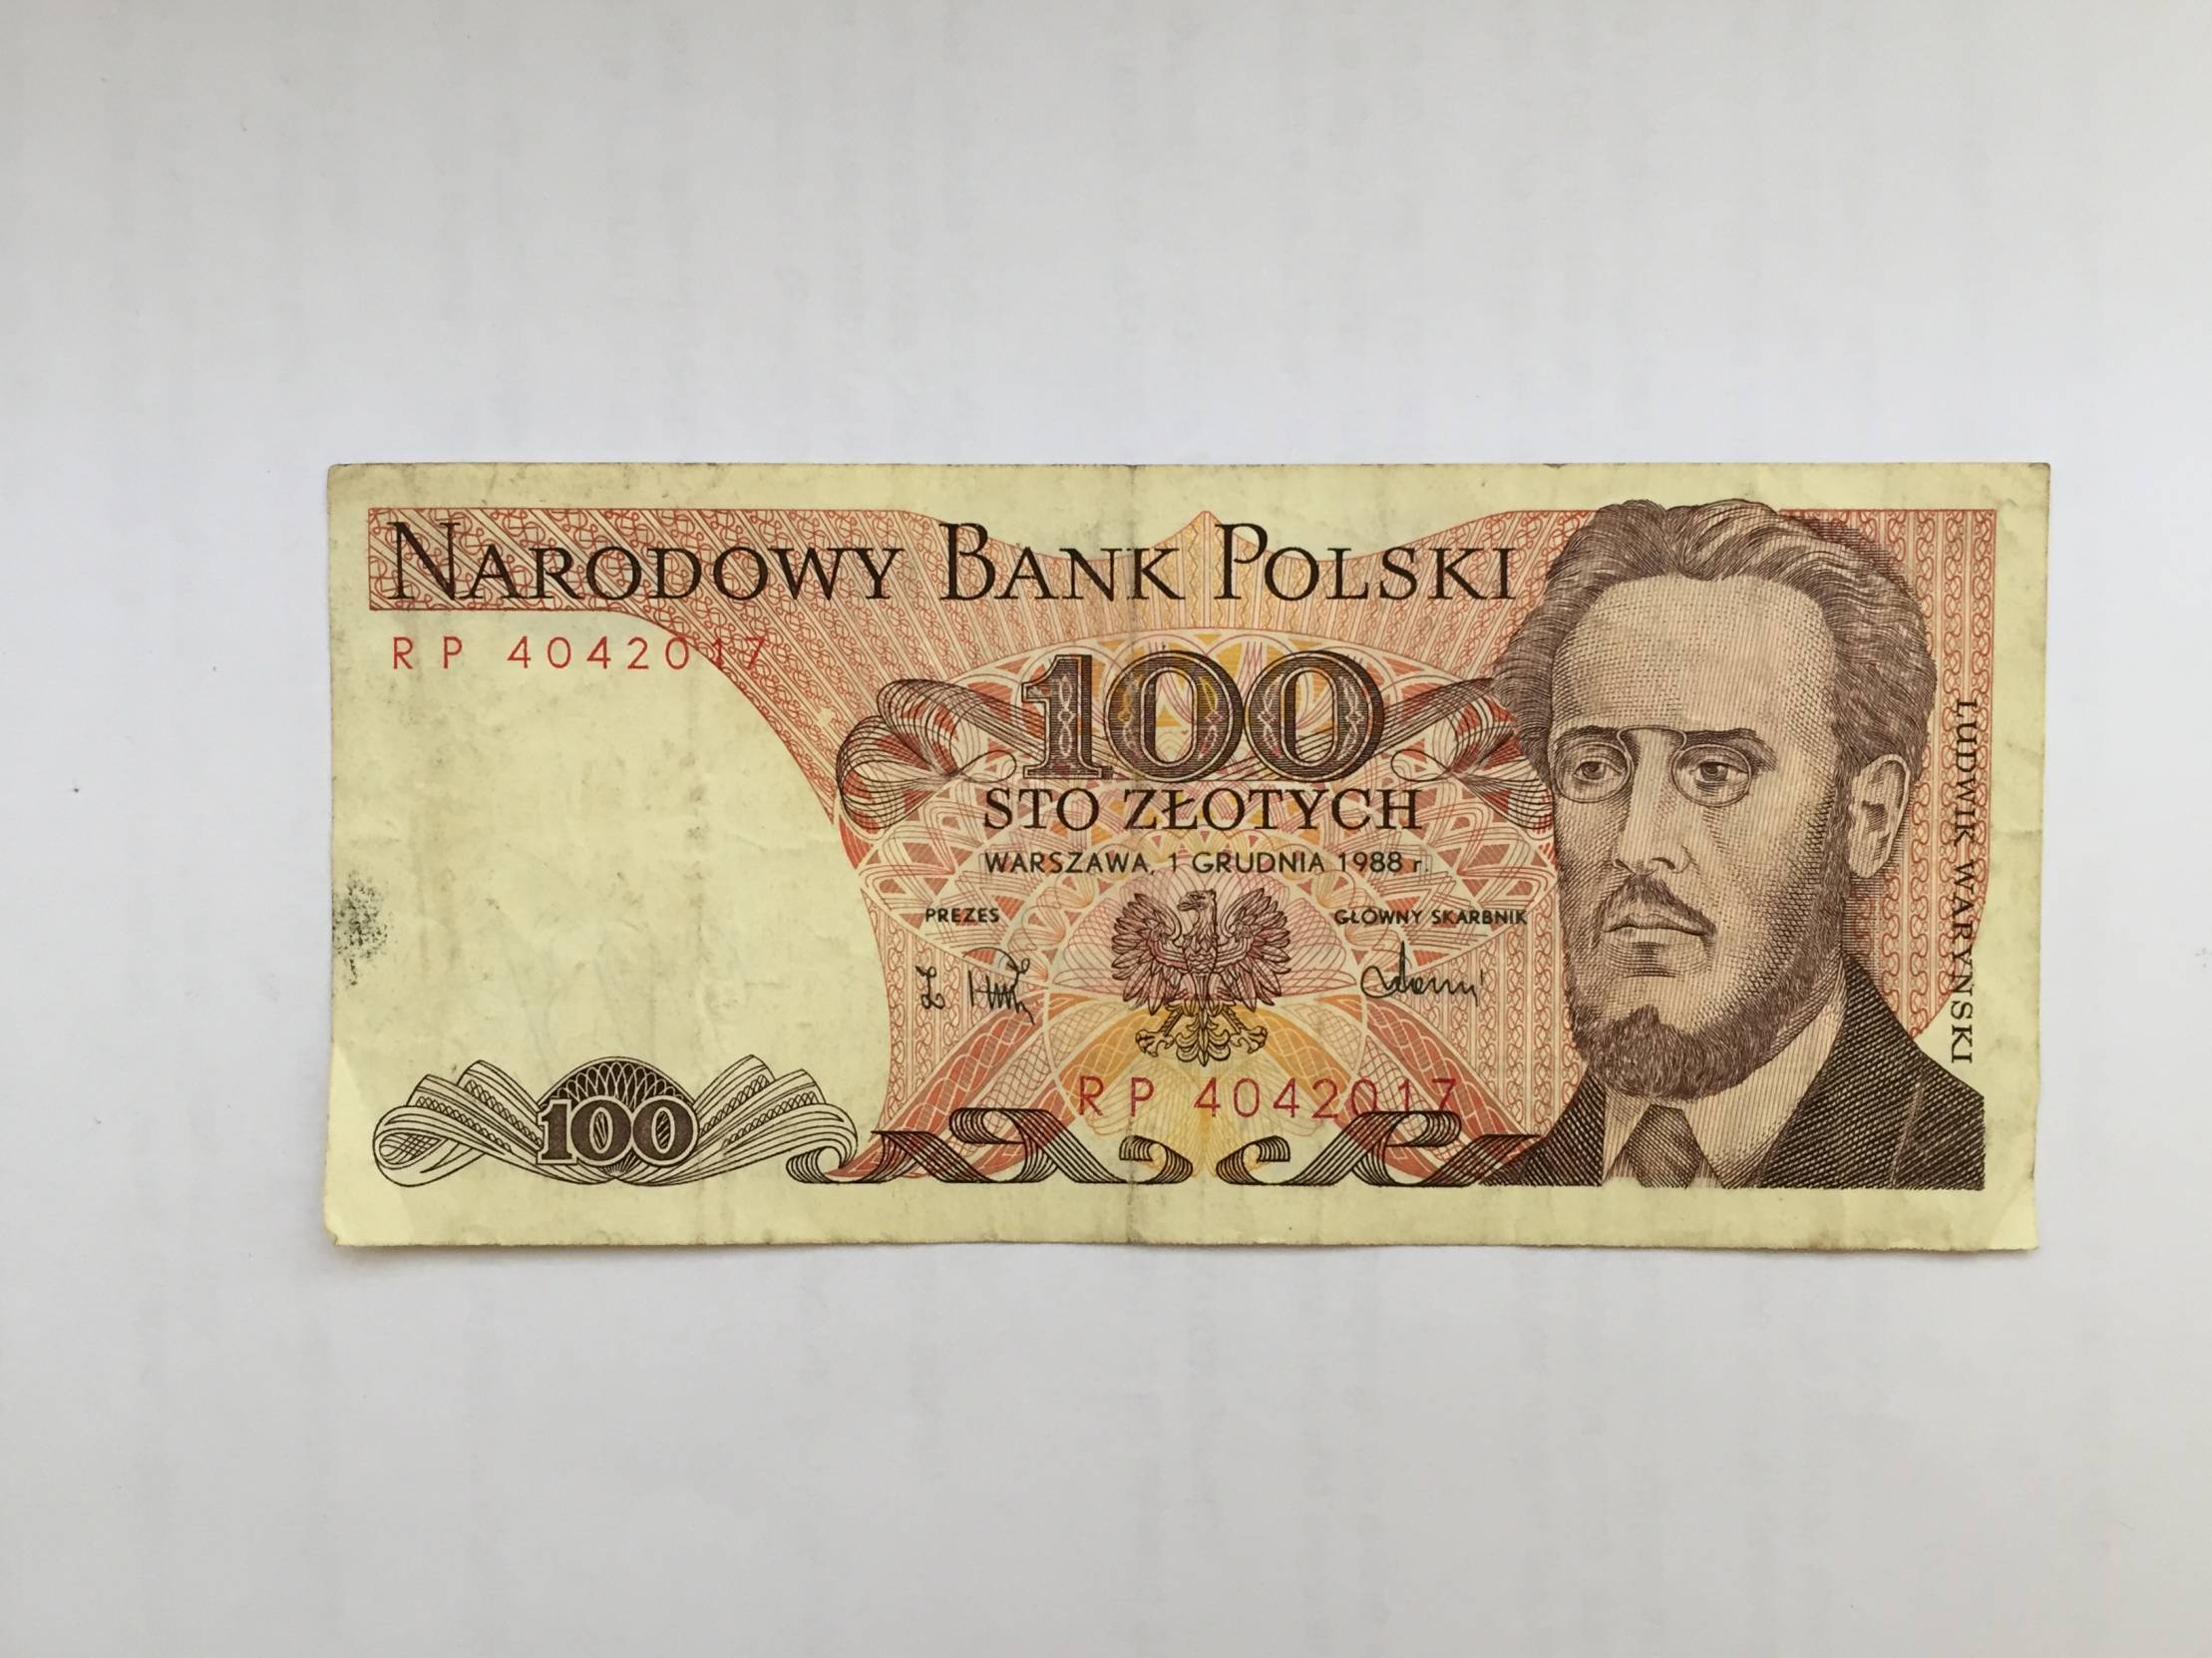 NARODOWY BANK POLSKI
RP 4042017
100
STO ZŁOTYCH
WARSZAWA, 1 GRUDNIA 1988 r.
PREZES
GŁÓWNY SKARBNIK
RP 4042017
100
LUDWIK WARYŃSKI